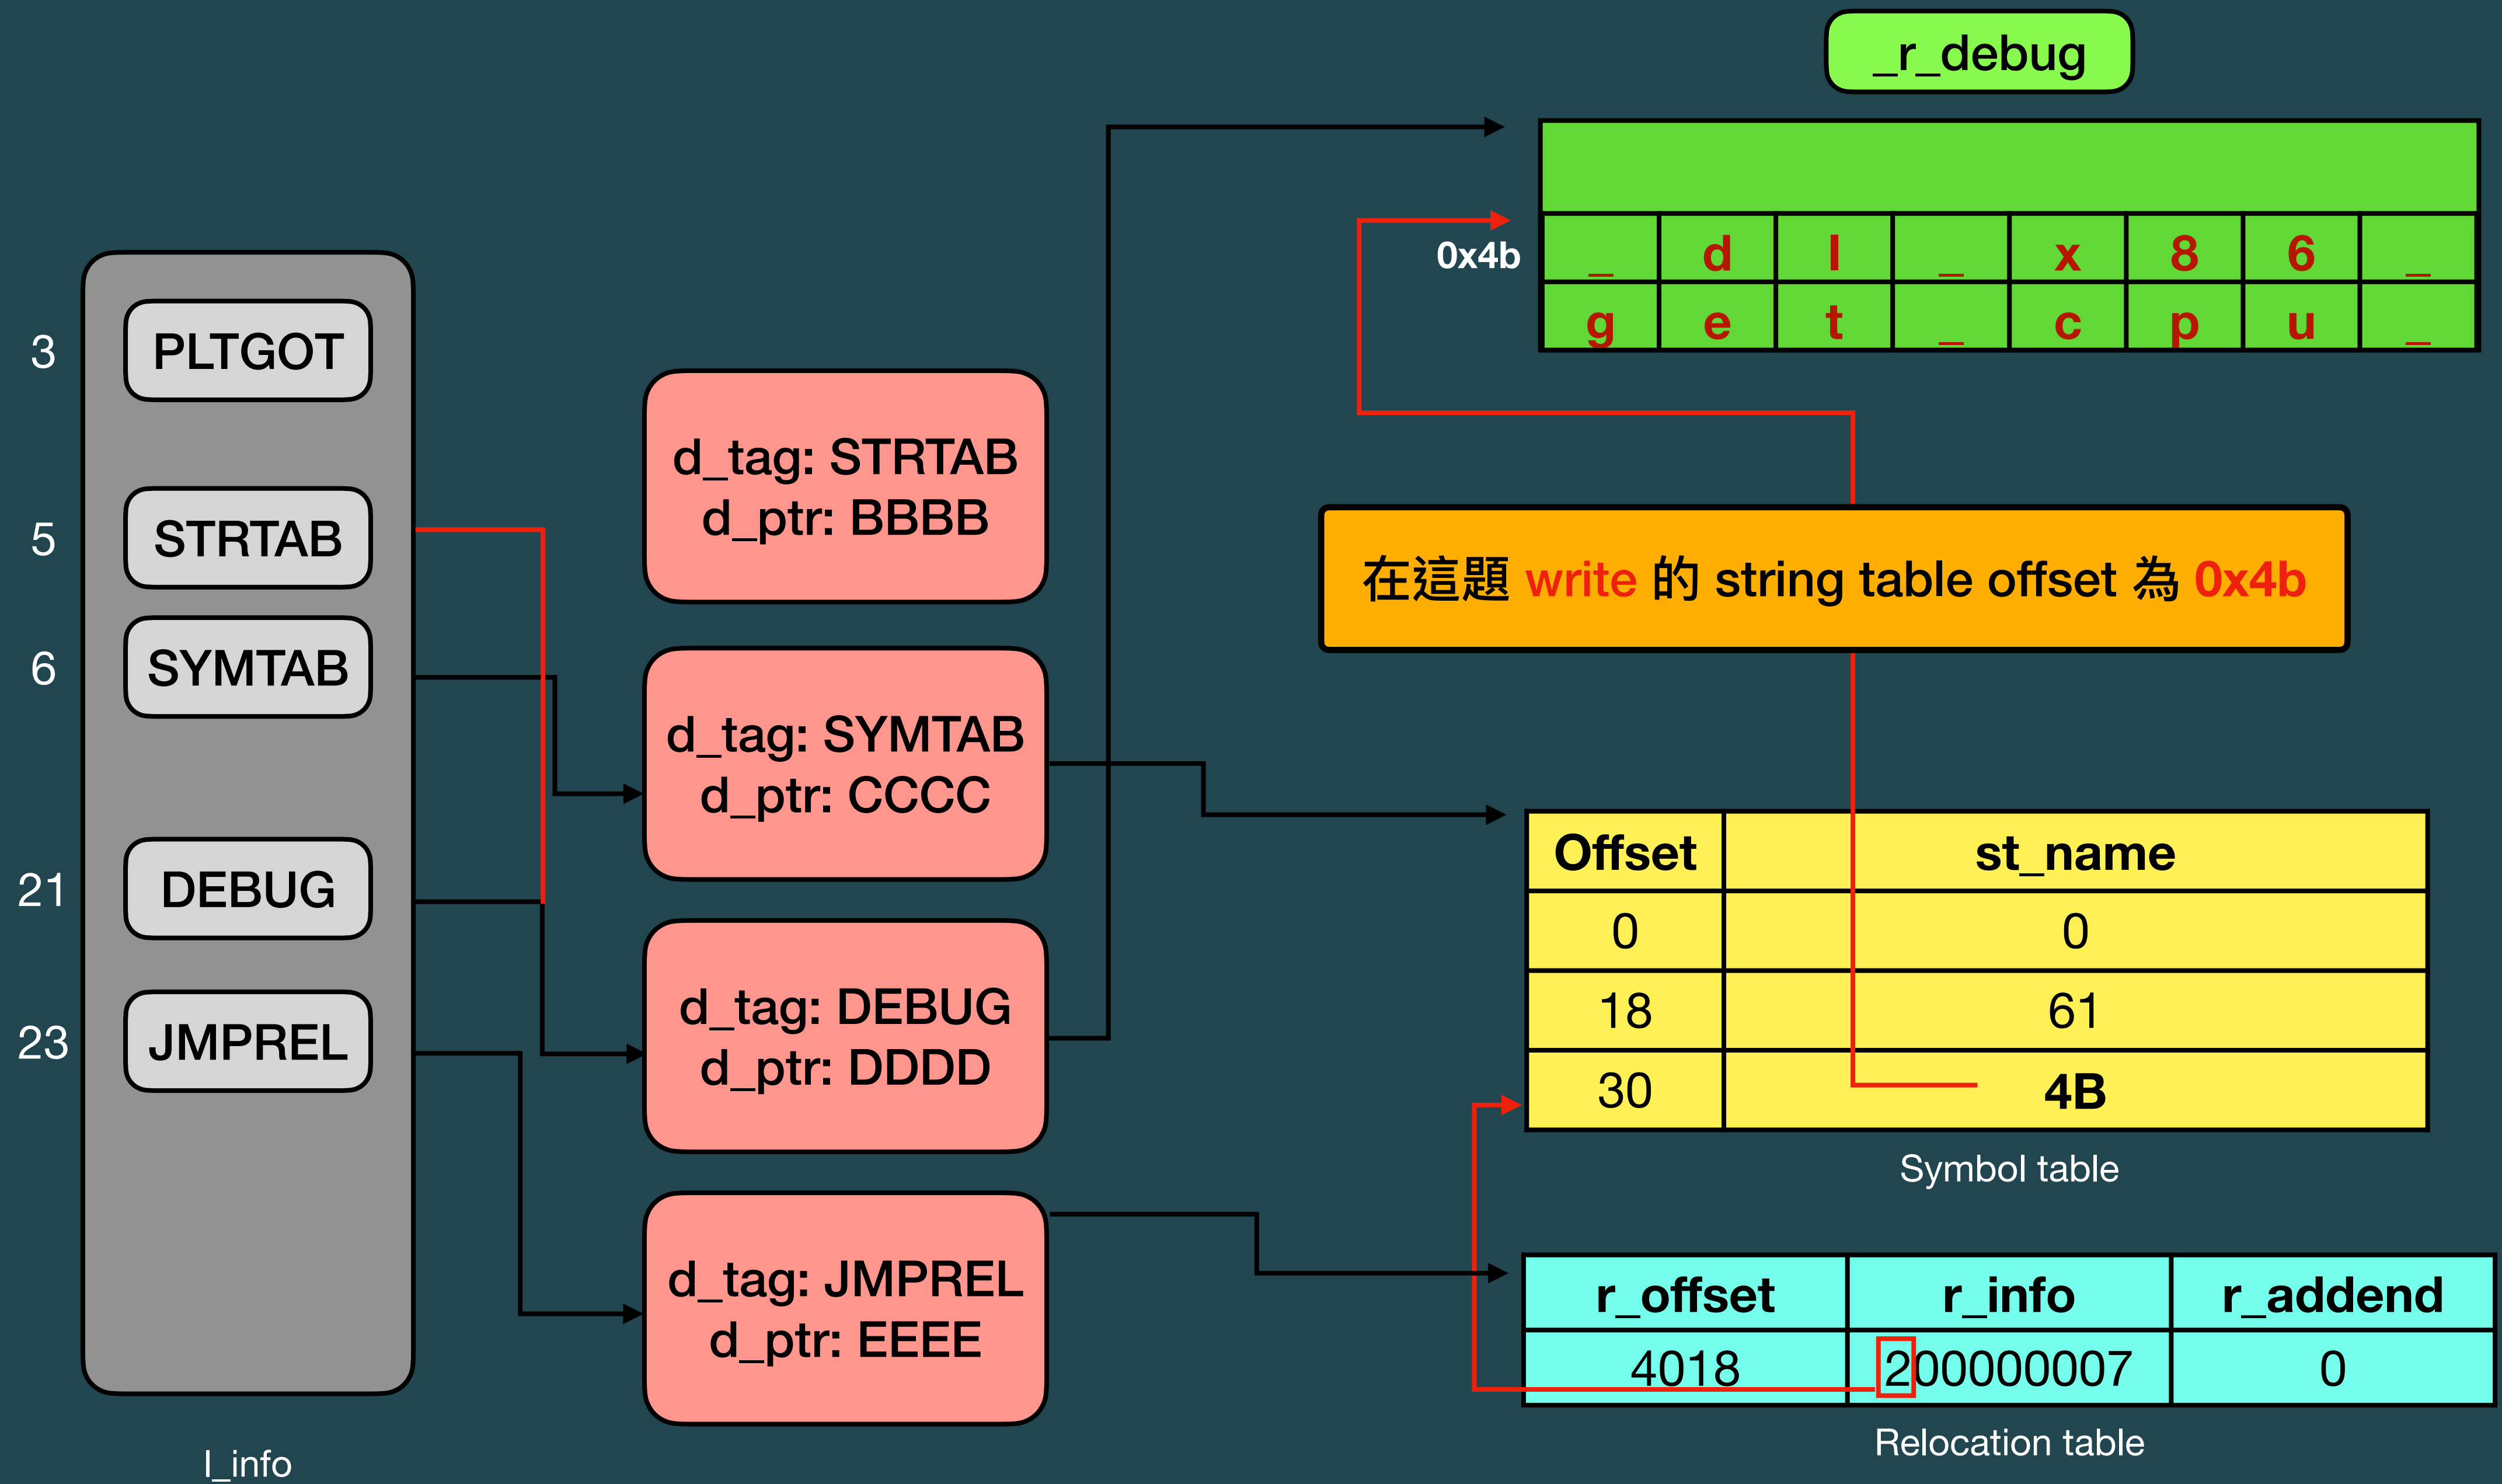 _r_debug
0x4b
_ d l _ x 8 6 _
g e t _ c p u _
3 PLTGOT
5 STRTAB
6 SYMTAB
21 DEBUG
23 JMPREL
l_info
d_tag: STRTAB
d_ptr: BBBB
d_tag: SYMTAB
d_ptr: CCCC
d_tag: DEBUG
d_ptr: DDDD
d_tag: JMPREL
d_ptr: EEEE
在這題 write 的 string table offset 為 0x4b
Offset st_name
0 0
18 61
30 4B
Symbol table
r_offset r_info r_addend
4018 200000007 0
Relocation table